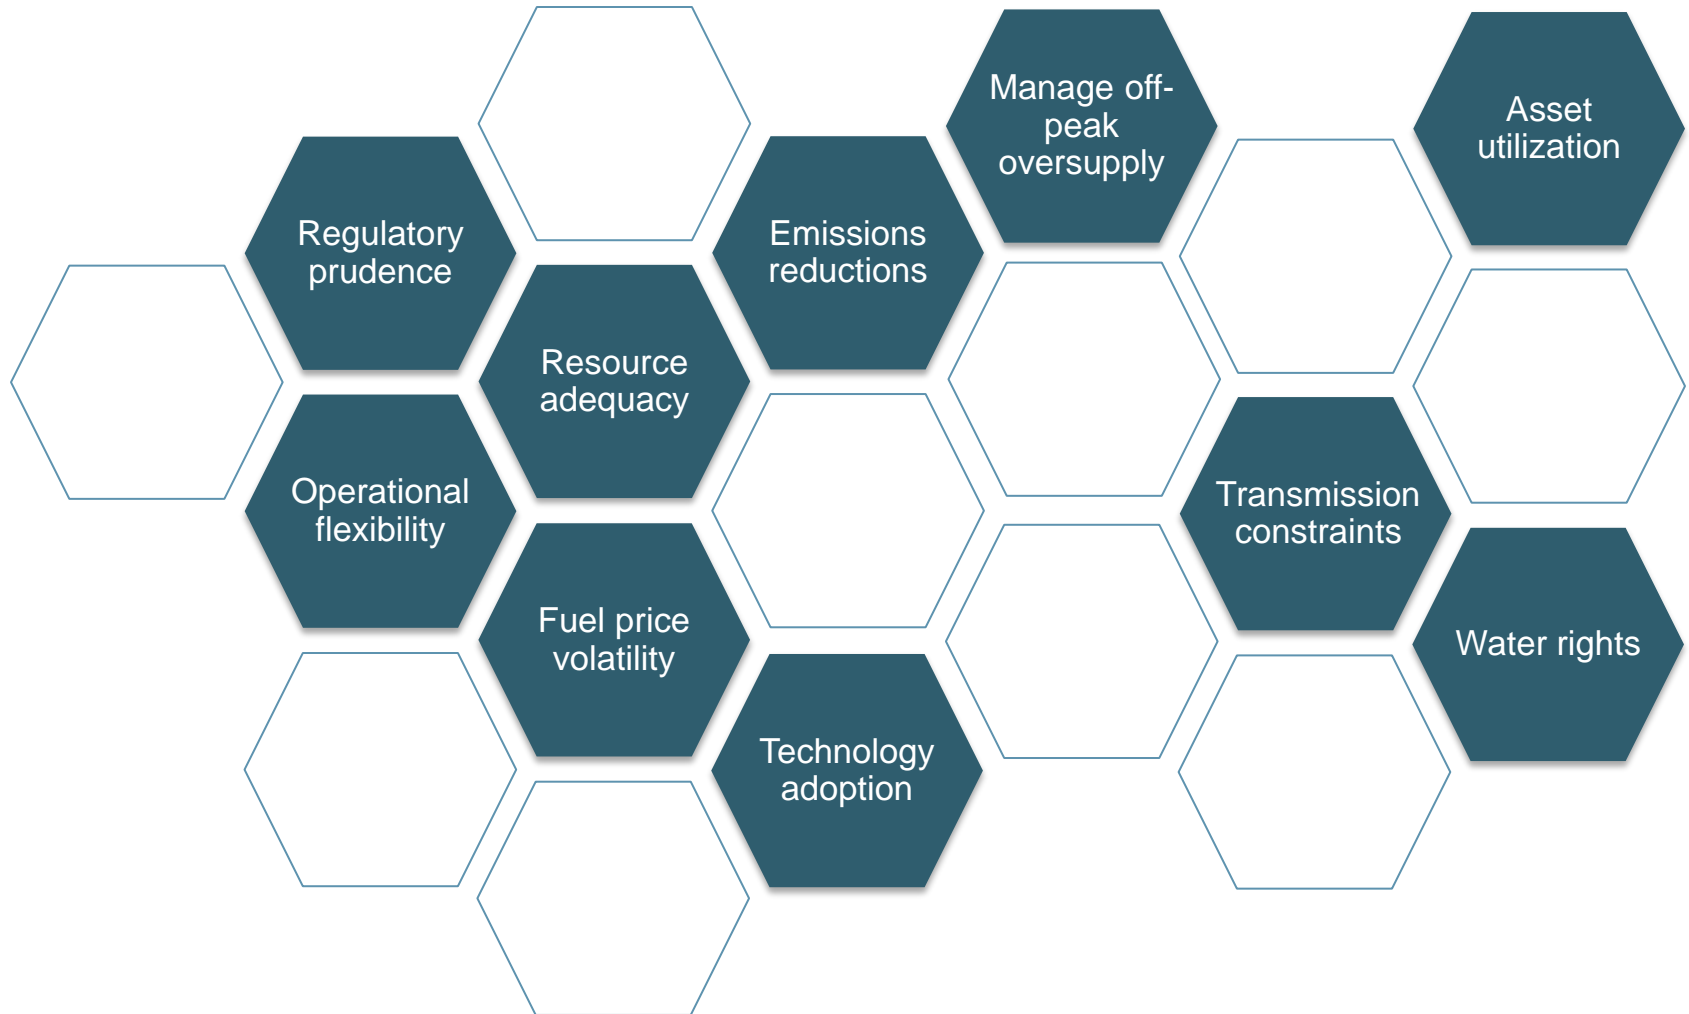 Manage off-
peak
oversupply
Asset
utilization
Regulatory
prudence
Emissions
reductions
Resource
adequacy
Operational
flexibility
Transmission
constraints
Fuel price
volatility
Water rights
Technology
adoption